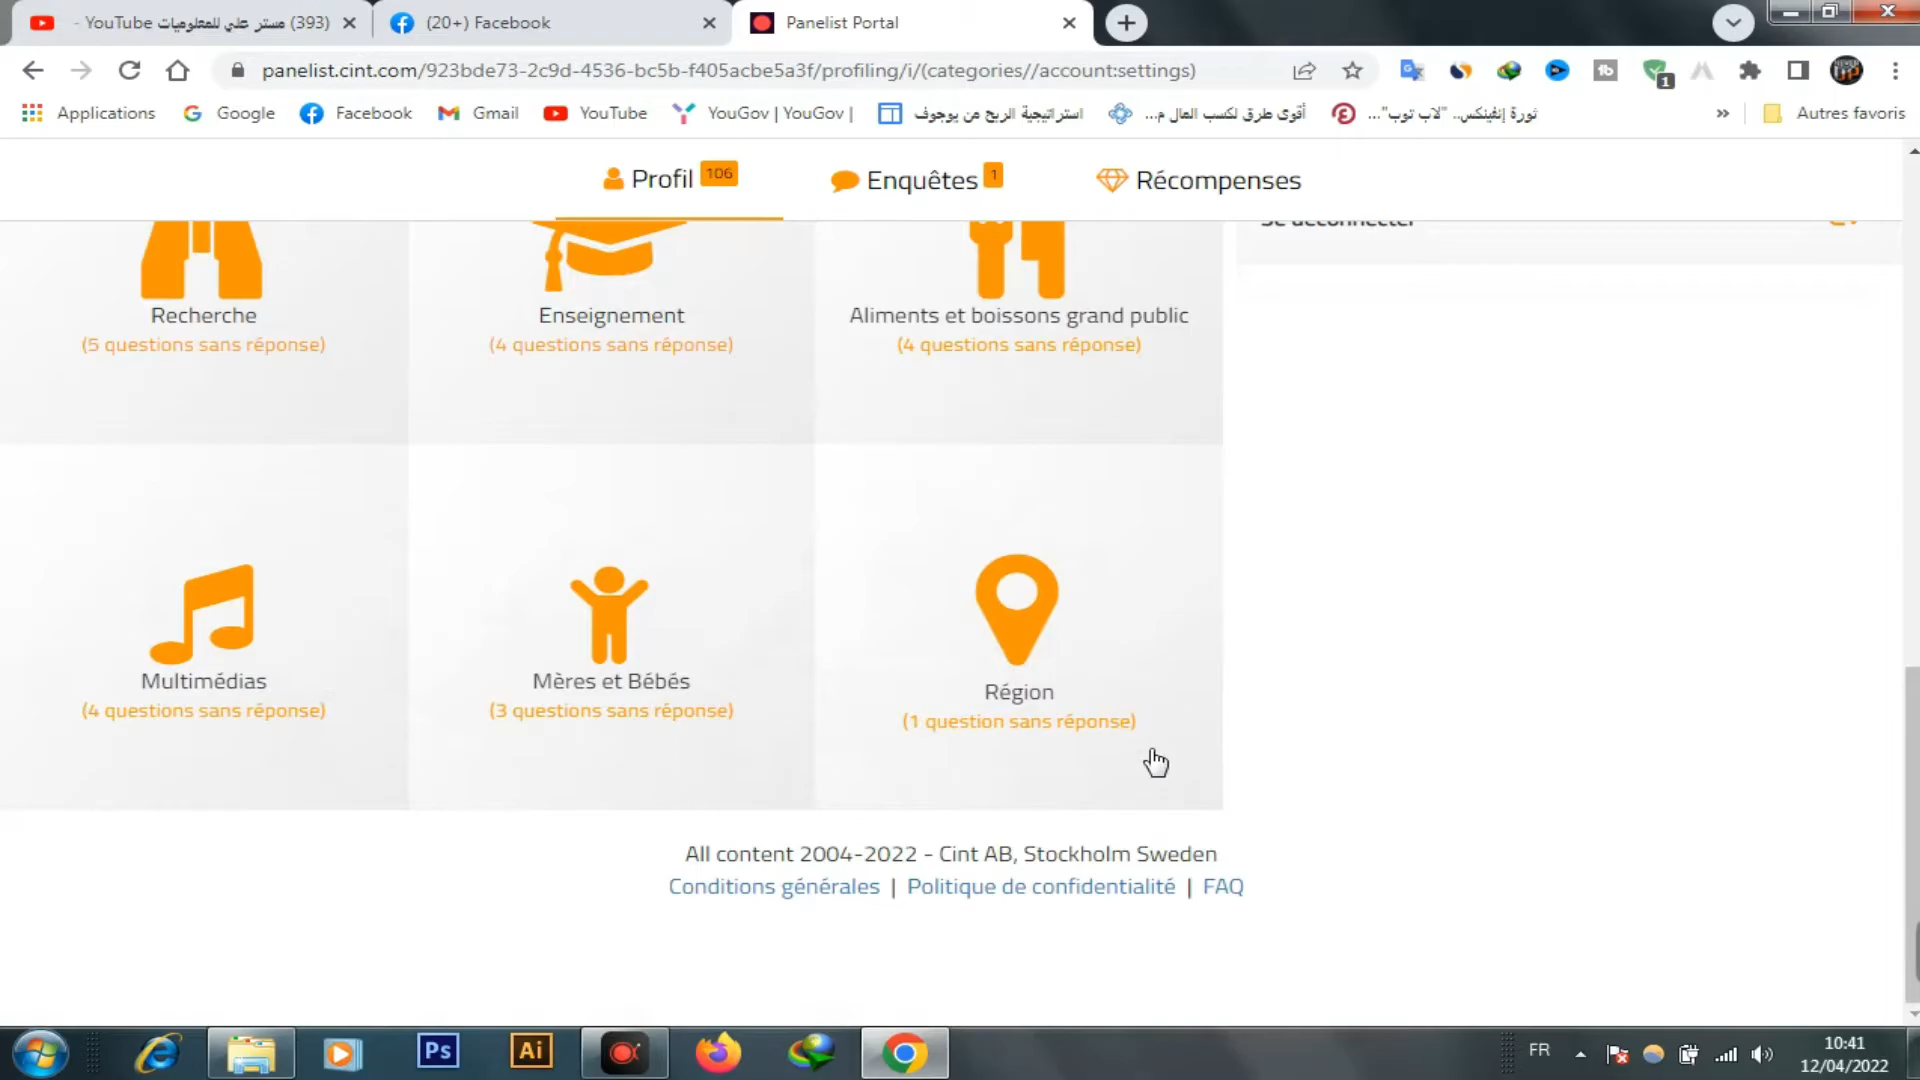 - YouTube مستر علي للمعلوميات (393)
(20+) Facebook
Panelist Portal
panelist.cint.com/923bde73-2c9d-4536-bc5b-f405acbe5a3f/profiling/i/(categories//account:settings)
Applications
Google
Facebook
Gmail
YouTube
YouGov | YouGov |
استراتيجية الربح من يوجوف
أقوى طرق لكسب المال م...
ثورة إنفينكس.. "لاب توب"...
»
Autres favoris
Profil 106
Enquêtes 1
Récompenses
Se déconnecter
Recherche
(5 questions sans réponse)
Enseignement
(4 questions sans réponse)
Aliments et boissons grand public
(4 questions sans réponse)
Multimédias
(4 questions sans réponse)
Mères et Bébés
(3 questions sans réponse)
Région
(1 question sans réponse)
All content 2004-2022 - Cint AB, Stockholm Sweden
Conditions générales | Politique de confidentialité | FAQ
Ps
Ai
FR
10:41
12/04/2022